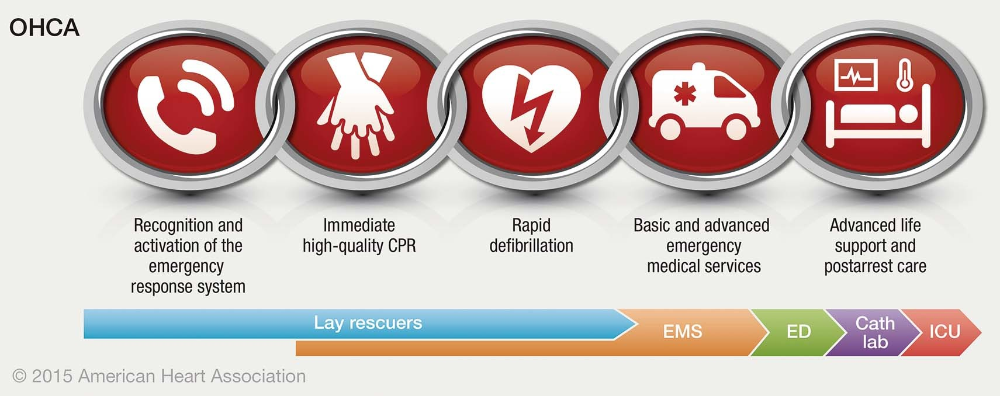 OHCA
Recognition and
activation of the
emergency
response system
Immediate
high-quality CPR
Rapid
defibrillation
Basic and advanced
emergency
medical services
Advanced life
support and
postarrest care
Lay rescuers
EMS
ED
Cath
lab
ICU
© 2015 American Heart Association